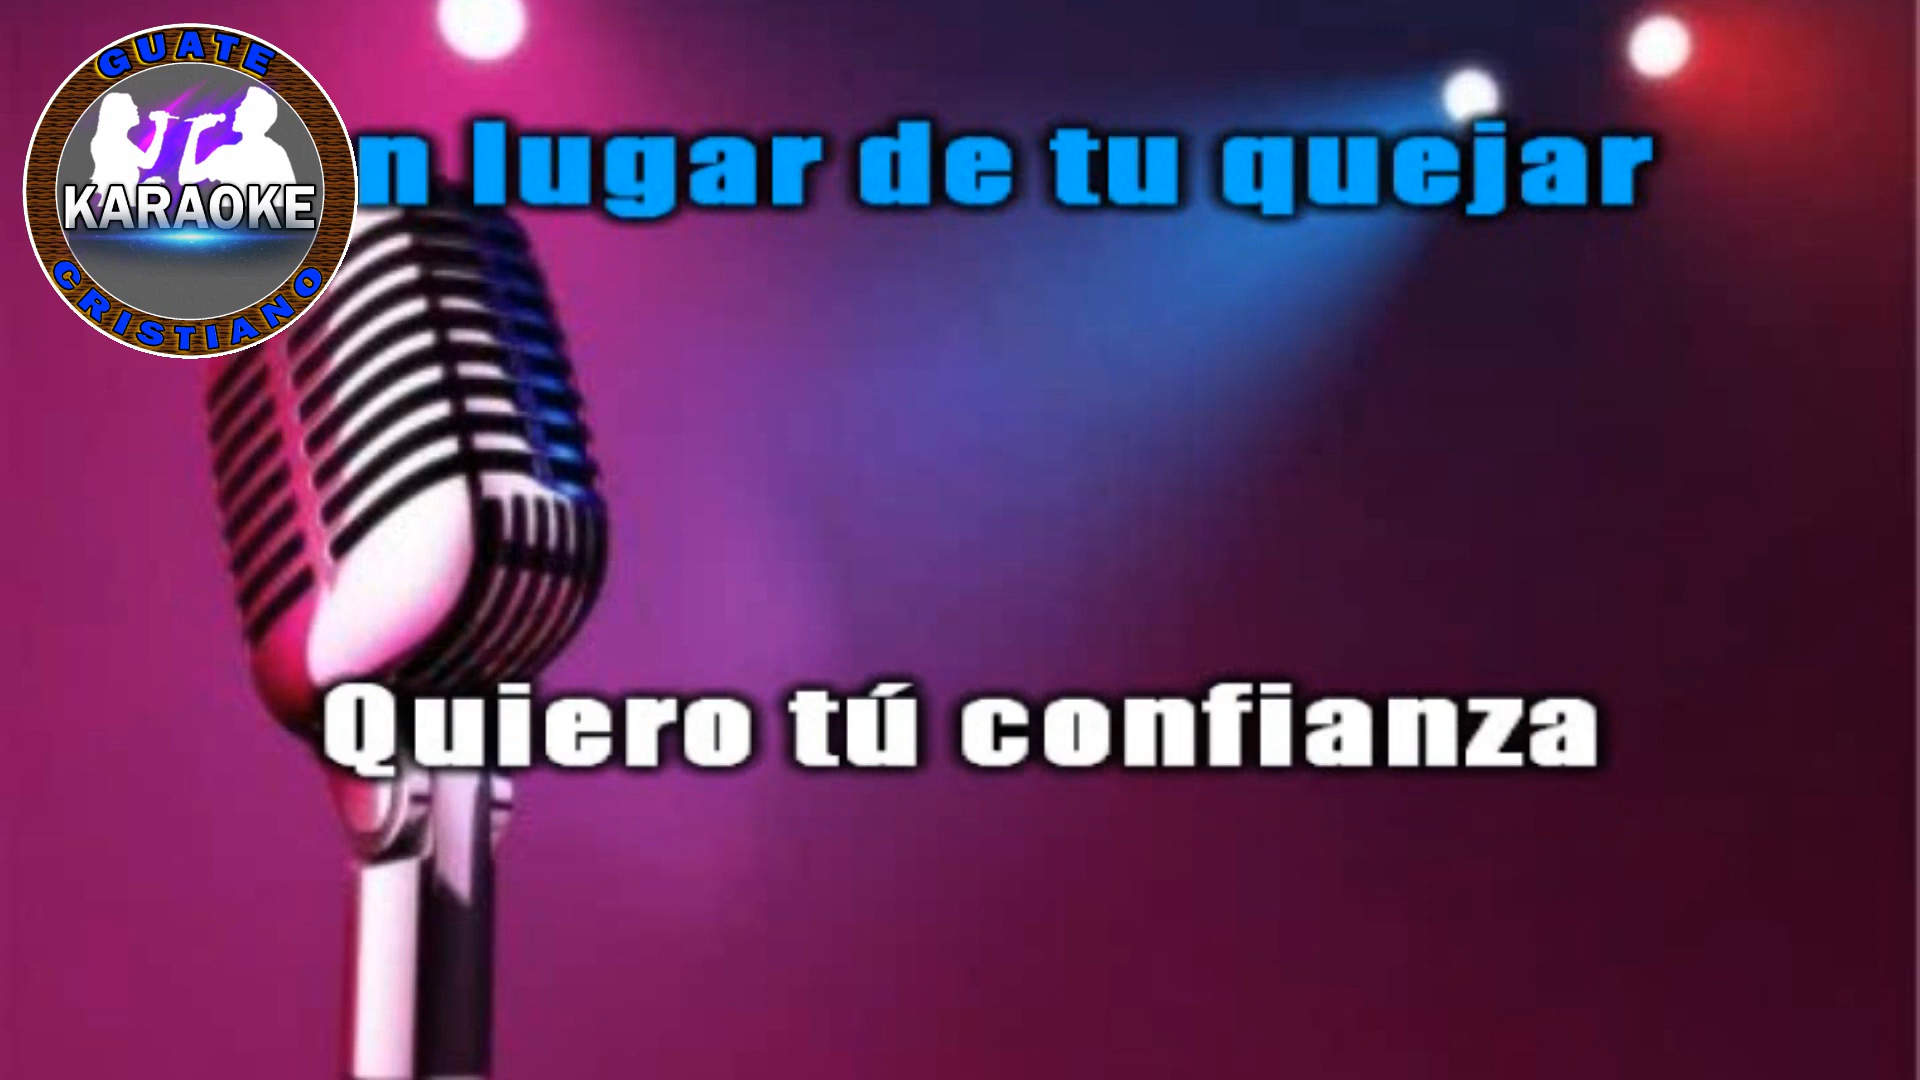 GUATE
KARAOKE
CRISTIANO
n lugar de tu quejar
Quiero tú confianza